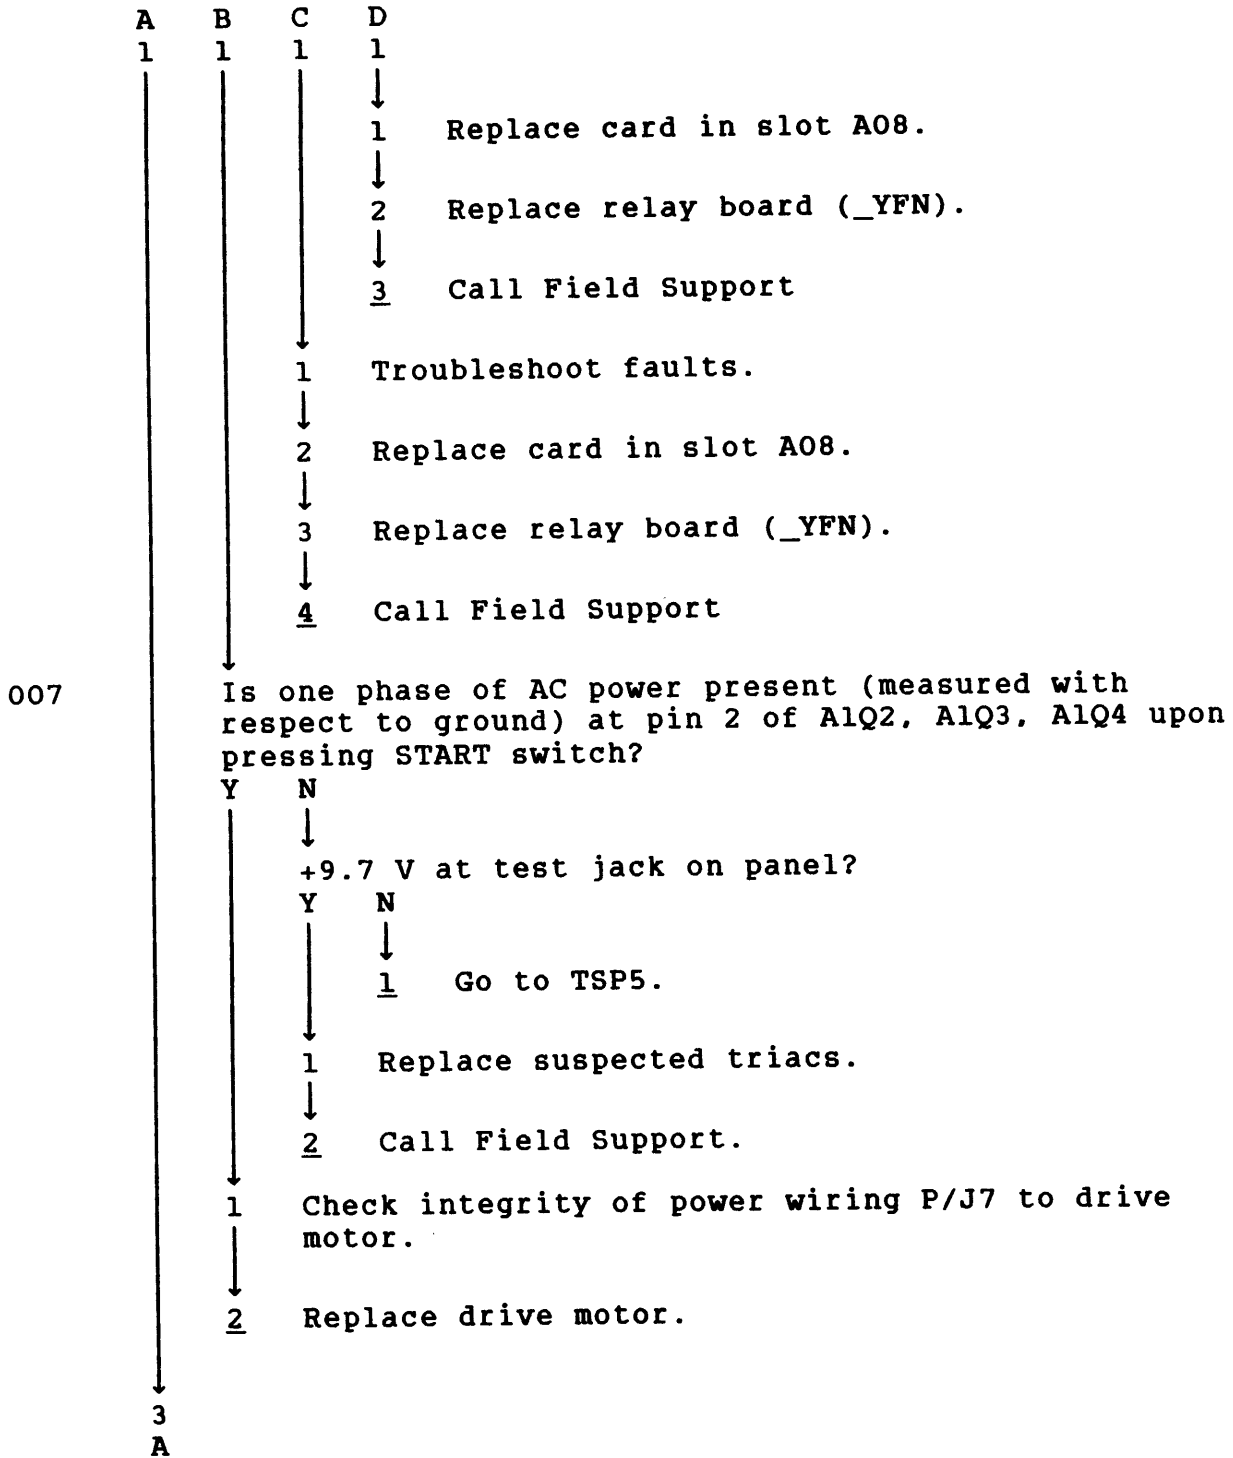 A B C D
1 1 1 1
1 Replace card in slot A08.
2 Replace relay board (_YFN).
3 Call Field Support
1 Troubleshoot faults.
2 Replace card in slot A08.
3 Replace relay board (_YFN).
4 Call Field Support
007 Is one phase of AC power present (measured with
respect to ground) at pin 2 of A1Q2, A1Q3, A1Q4 upon
pressing START switch?
Y N
+9.7 V at test jack on panel?
Y N
1 Go to TSP5.
1 Replace suspected triacs.
2 Call Field Support.
1 Check integrity of power wiring P/J7 to drive
motor.
2 Replace drive motor.
3
A